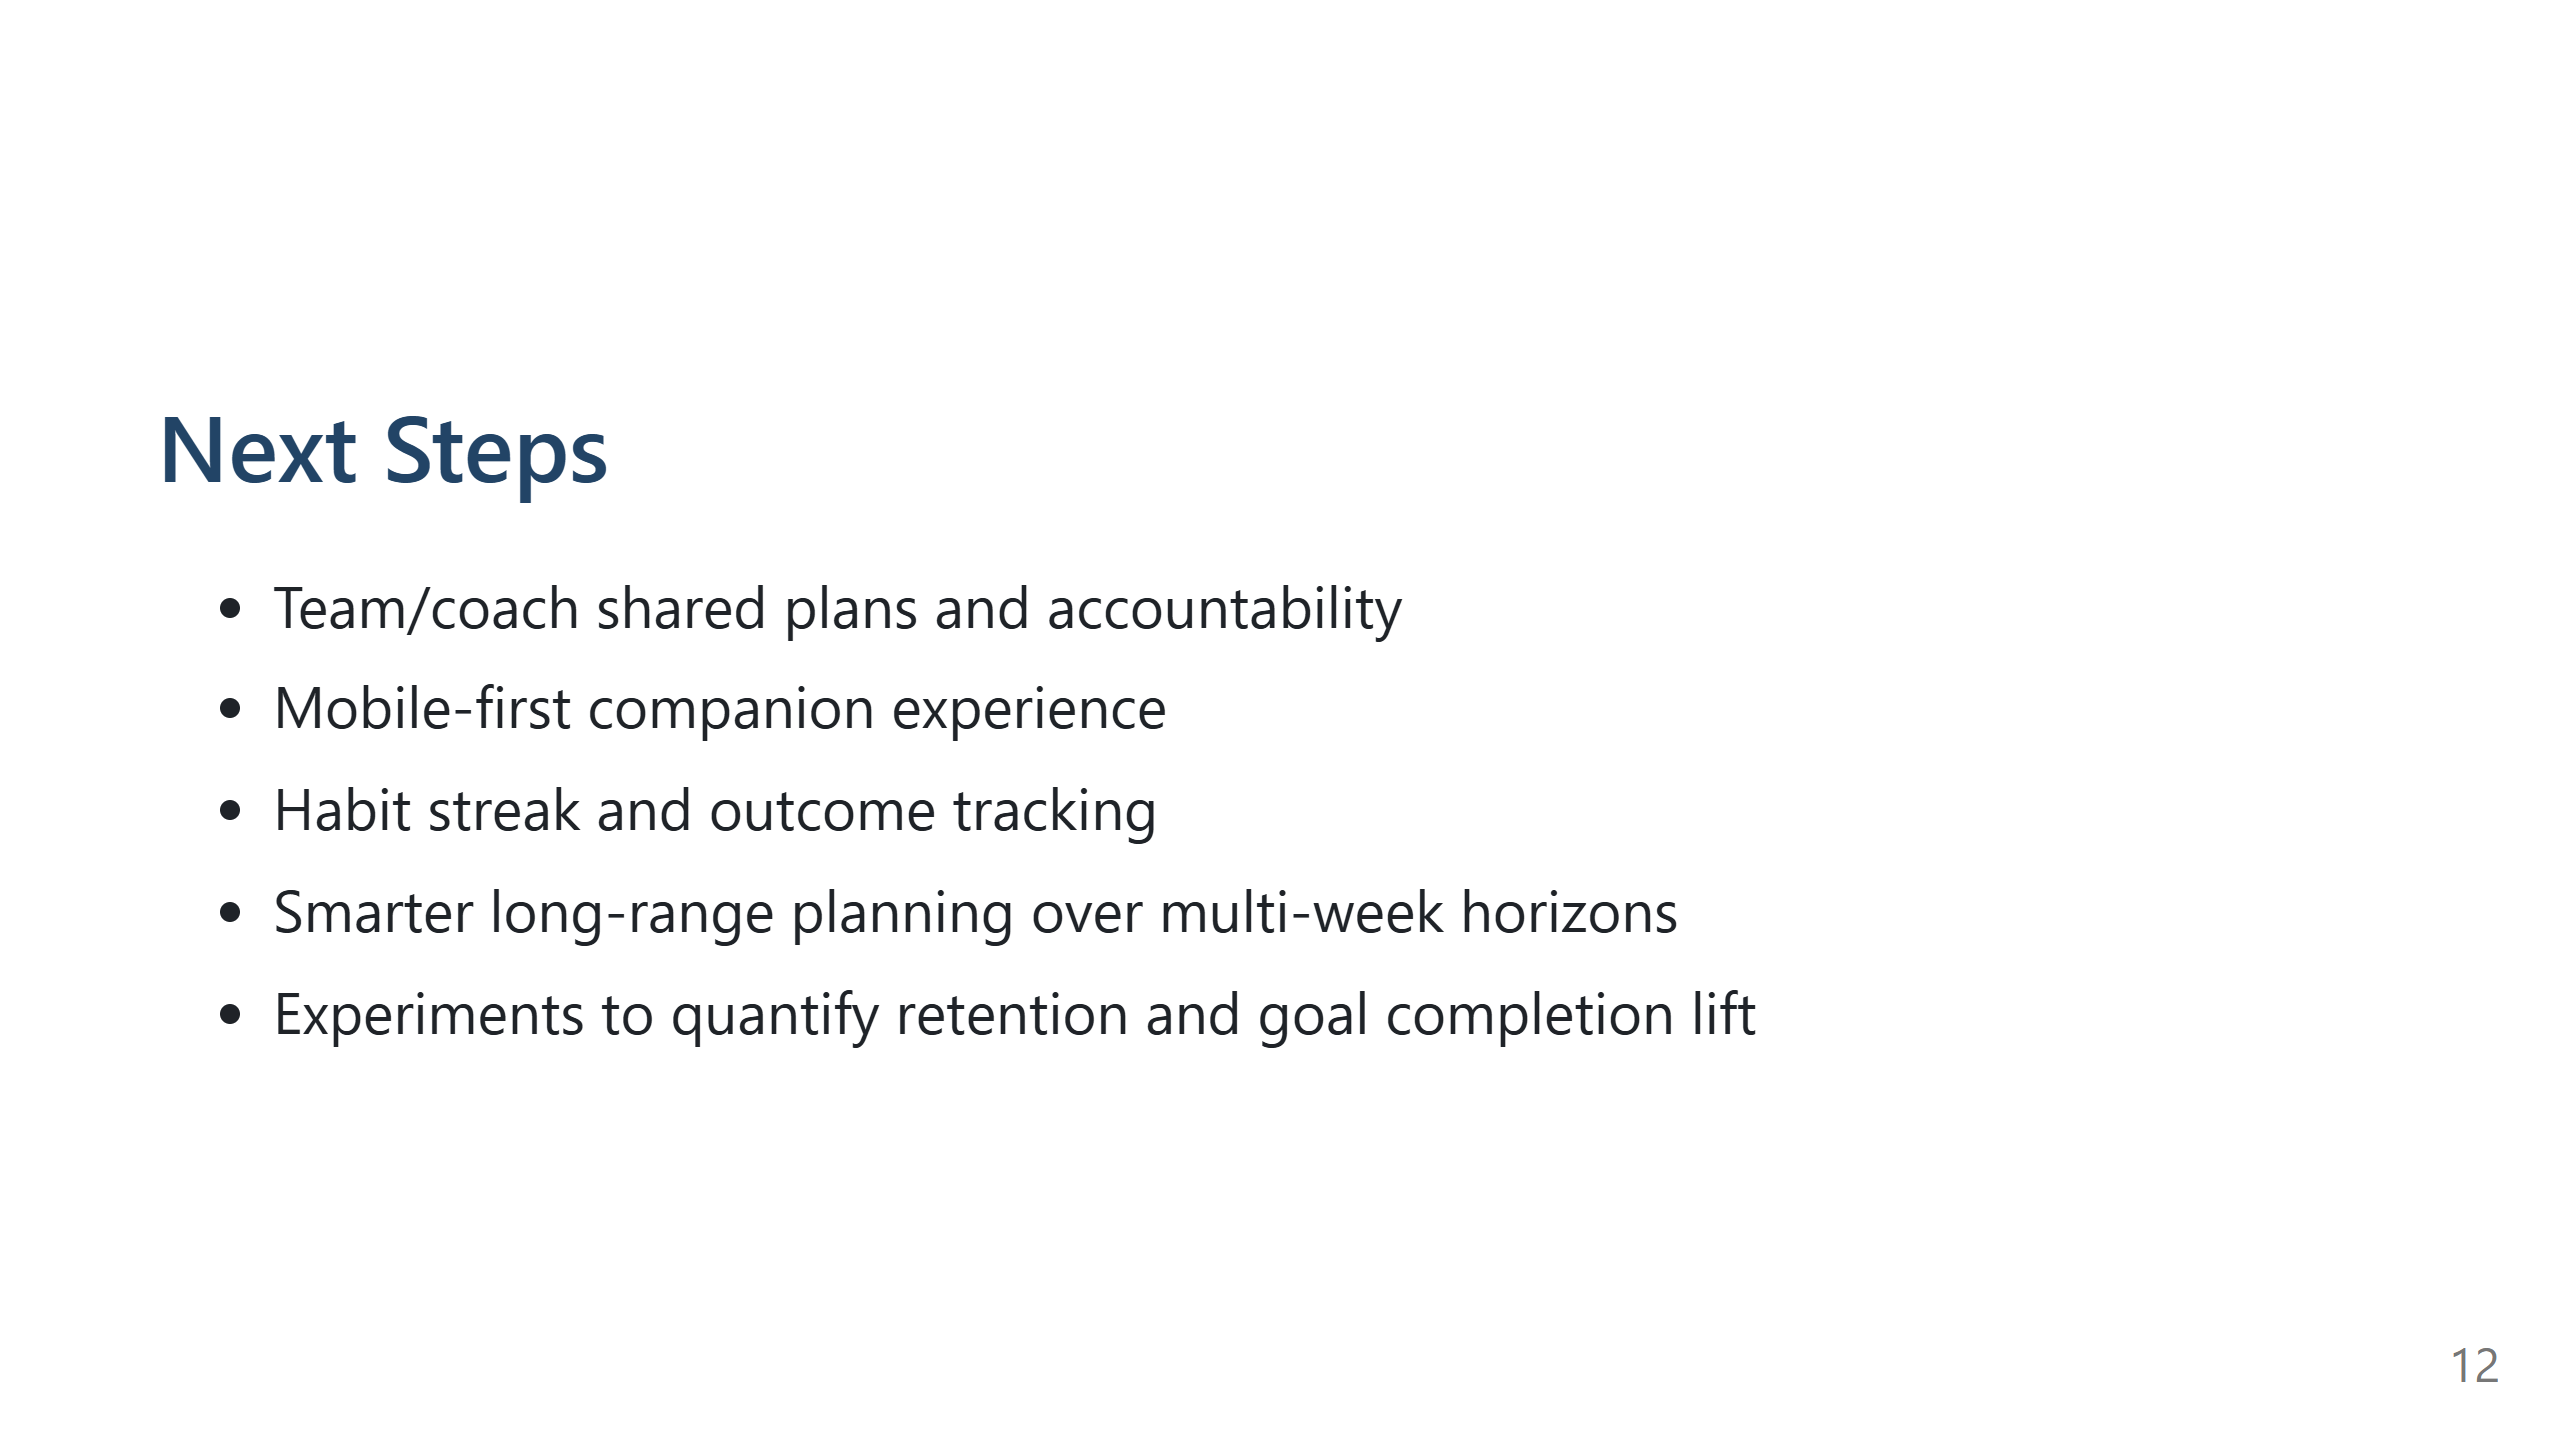 Next Steps
• Team/coach shared plans and accountability
• Mobile-first companion experience
• Habit streak and outcome tracking
• Smarter long-range planning over multi-week horizons
• Experiments to quantify retention and goal completion lift
12